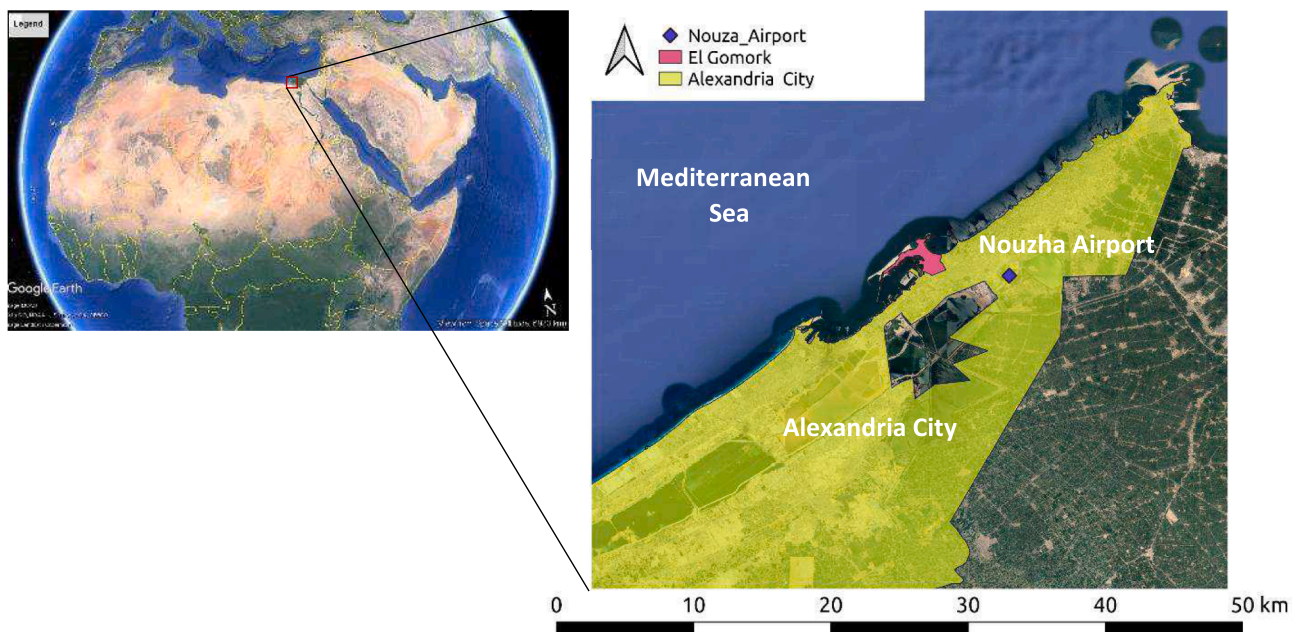 Legend
Google Earth
N
Nouza_Airport
El Gomork
Alexandria City
Mediterranean
Sea
Nouzha Airport
Alexandria City
0 10 20 30 40 50 km